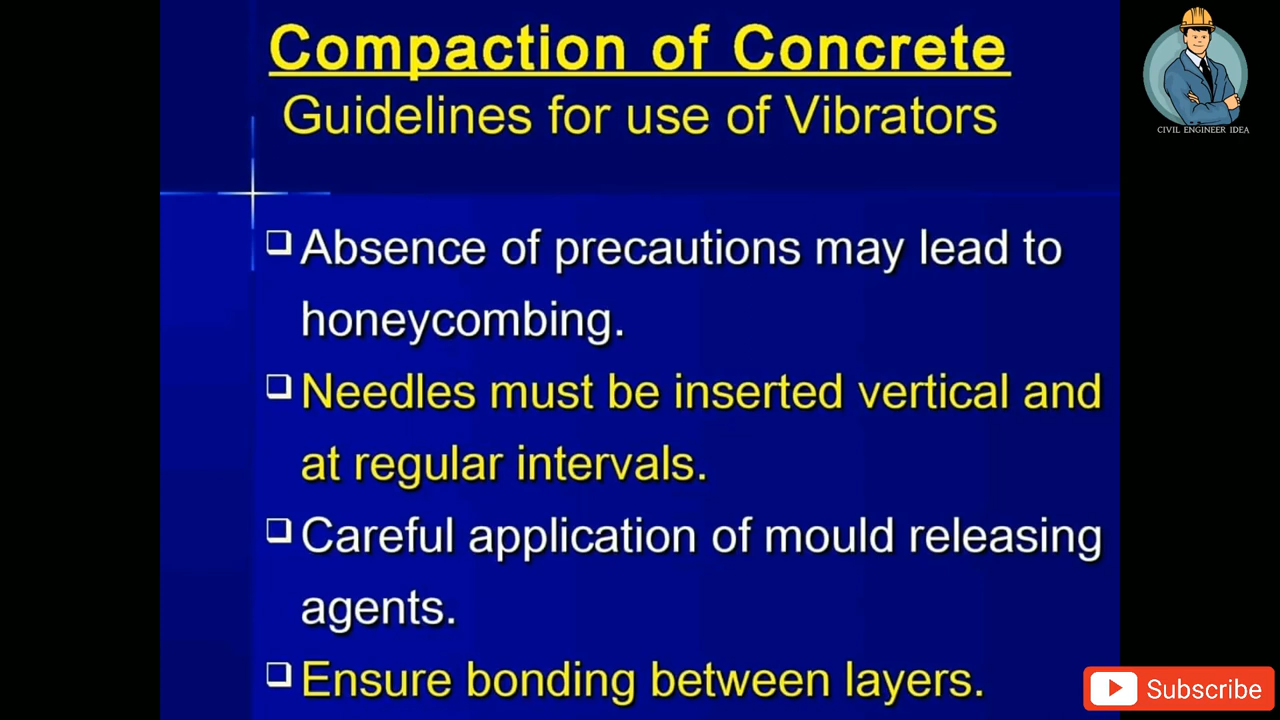 Compaction of Concrete
Guidelines for use of Vibrators
CIVIL ENGINEER IDEA
Absence of precautions may lead to
honeycombing.
Needles must be inserted vertical and
at regular intervals.
Careful application of mould releasing
agents.
Ensure bonding between layers.
Subscribe